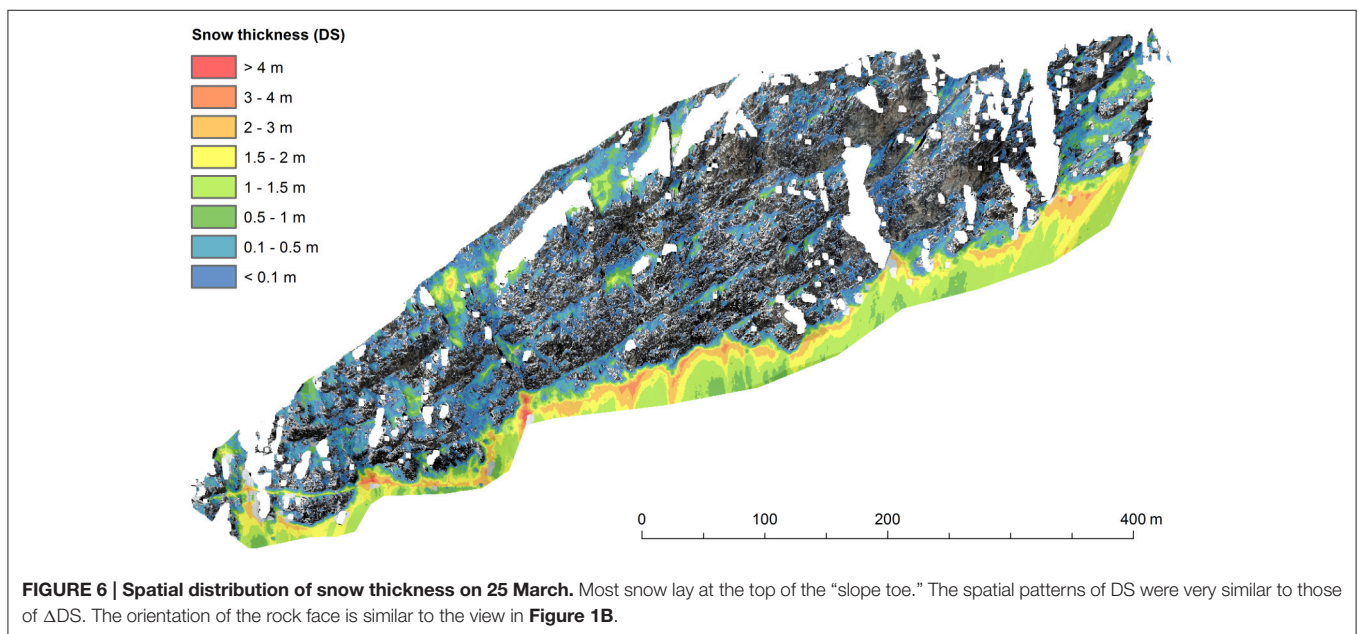 Snow thickness (DS)
> 4 m
3 - 4 m
2 - 3 m
1.5 - 2 m
1 - 1.5 m
0.5 - 1 m
0.1 - 0.5 m
< 0.1 m
0 100 200 400 m
FIGURE 6 | Spatial distribution of snow thickness on 25 March. Most snow lay at the top of the “slope toe.” The spatial patterns of DS were very similar to those
of ΔDS. The orientation of the rock face is similar to the view in Figure 1B.